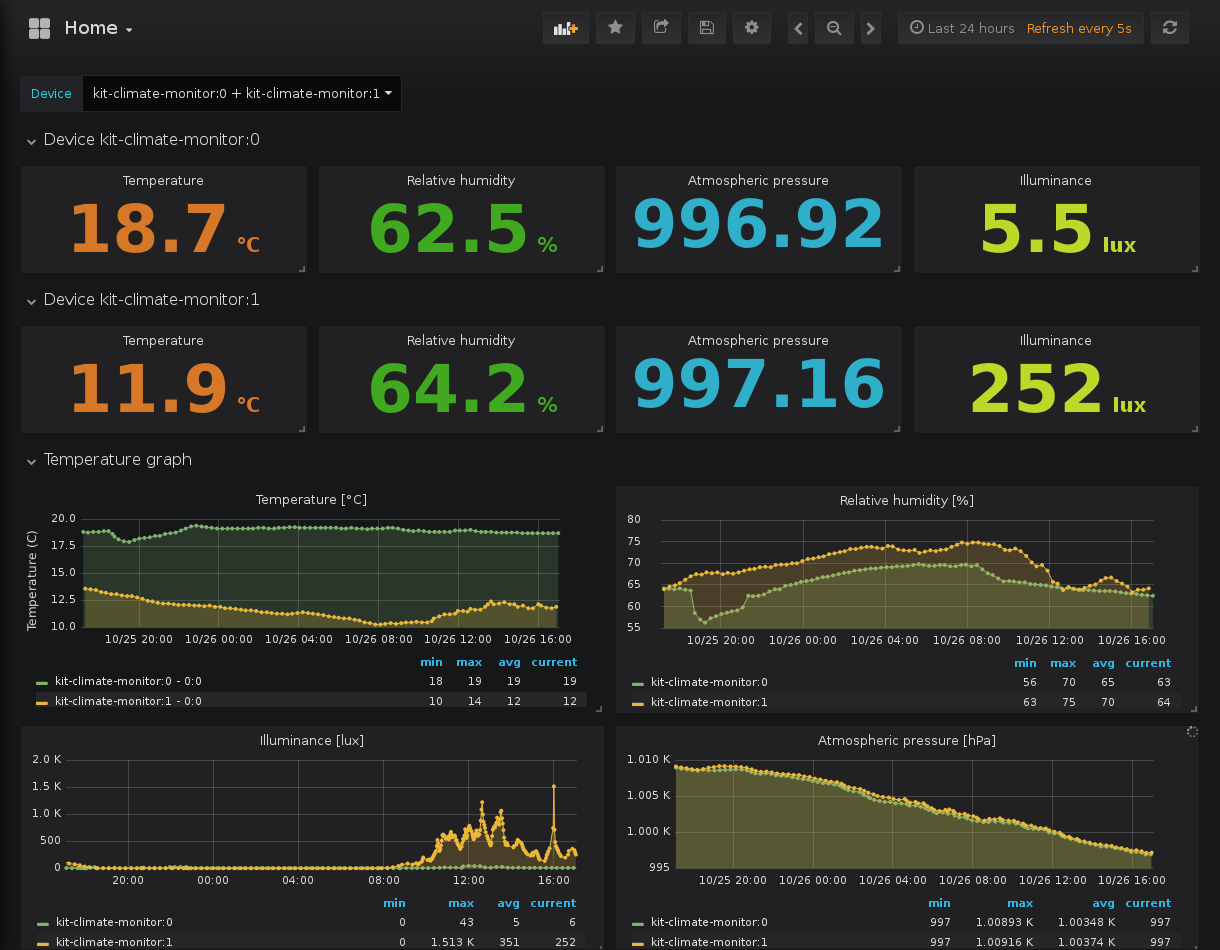 Home
Last 24 hours Refresh every 5s
Device kit-climate-monitor:0 + kit-climate-monitor:1
Device kit-climate-monitor:0
Temperature Relative humidity Atmospheric pressure Illuminance
18.7 °C 62.5 % 996.92 5.5 lux
Device kit-climate-monitor:1
Temperature Relative humidity Atmospheric pressure Illuminance
11.9 °C 64.2 % 997.16 252 lux
Temperature graph
Temperature [°C]
Temperature (C)
20.0
17.5
15.0
12.5
10.0
10/25 20:00 10/26 00:00 10/26 04:00 10/26 08:00 10/26 12:00 10/26 16:00
min max avg current
kit-climate-monitor:0 - 0:0 18 19 19 19
kit-climate-monitor:1 - 0:0 10 14 12 12
Relative humidity [%]
80
75
70
65
60
55
10/25 20:00 10/26 00:00 10/26 04:00 10/26 08:00 10/26 12:00 10/26 16:00
min max avg current
kit-climate-monitor:0 56 70 65 63
kit-climate-monitor:1 63 75 70 64
Illuminance [lux]
2.0 K
1.5 K
1.0 K
500
0
20:00 00:00 04:00 08:00 12:00 16:00
min max avg current
kit-climate-monitor:0 0 43 5 6
kit-climate-monitor:1 0 1.513 K 351 252
Atmospheric pressure [hPa]
1.010 K
1.005 K
1.000 K
995
10/25 20:00 10/26 00:00 10/26 04:00 10/26 08:00 10/26 12:00 10/26 16:00
min max avg current
kit-climate-monitor:0 997 1.00893 K 1.00348 K 997
kit-climate-monitor:1 997 1.00916 K 1.00374 K 997